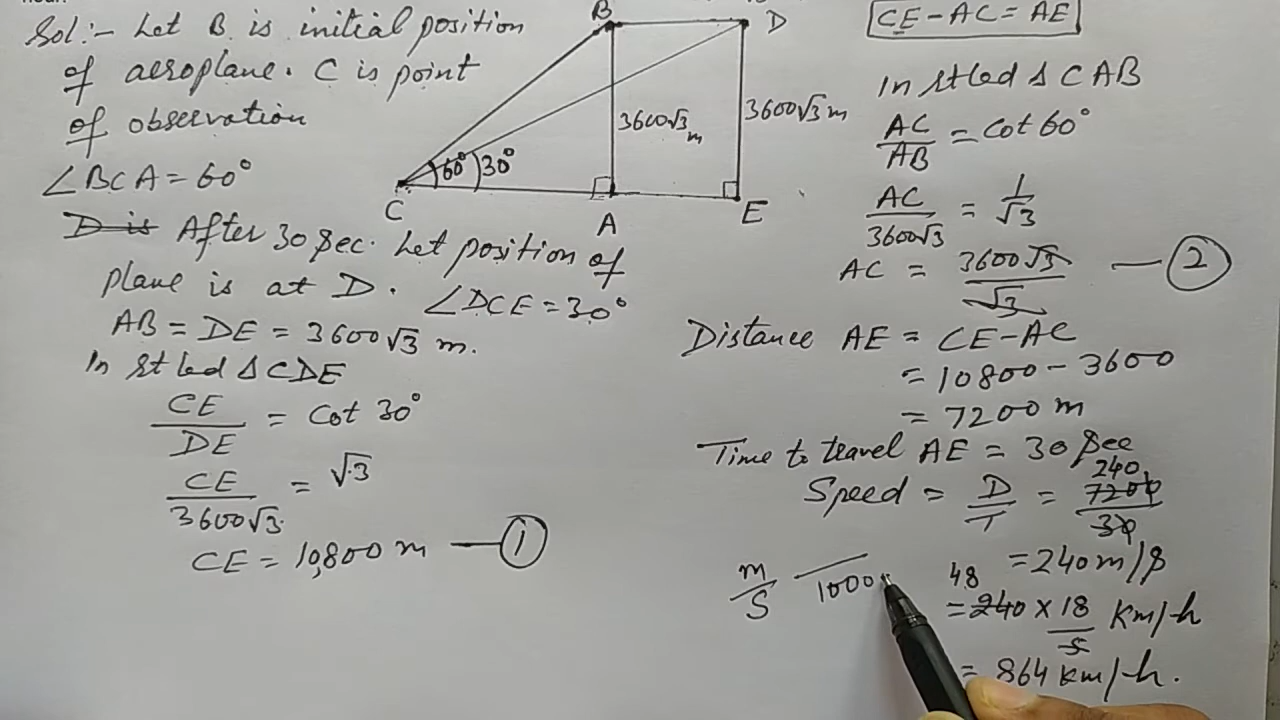 Sol:- Let B is initial position
of aeroplane. C is point
of observation
∠BCA = 60°
D is After 30 sec. Let position of
plane is at D. ∠DCE = 30°
AB = DE = 3600√3 m.
In rt led Δ CDE
CE/DE = Cot 30°
CE/3600√3 = √3
CE = 10,800 m —①
B
D
3600√3 m
3600√3 m
60°
30°
C
A
E
CE - AC = AE
In rt led Δ CAB
AC/AB = Cot 60°
AC/3600√3 = 1/√3
AC = 3600√3/√3 —②
Distance AE = CE - AC
= 10800 - 3600
= 7200 m
Time to travel AE = 30 sec
240
Speed = D/T = 7200/30
= 240 m/s
48
= 240 × 18/5 Km/h
= 864 Km/h.
m/S
1000